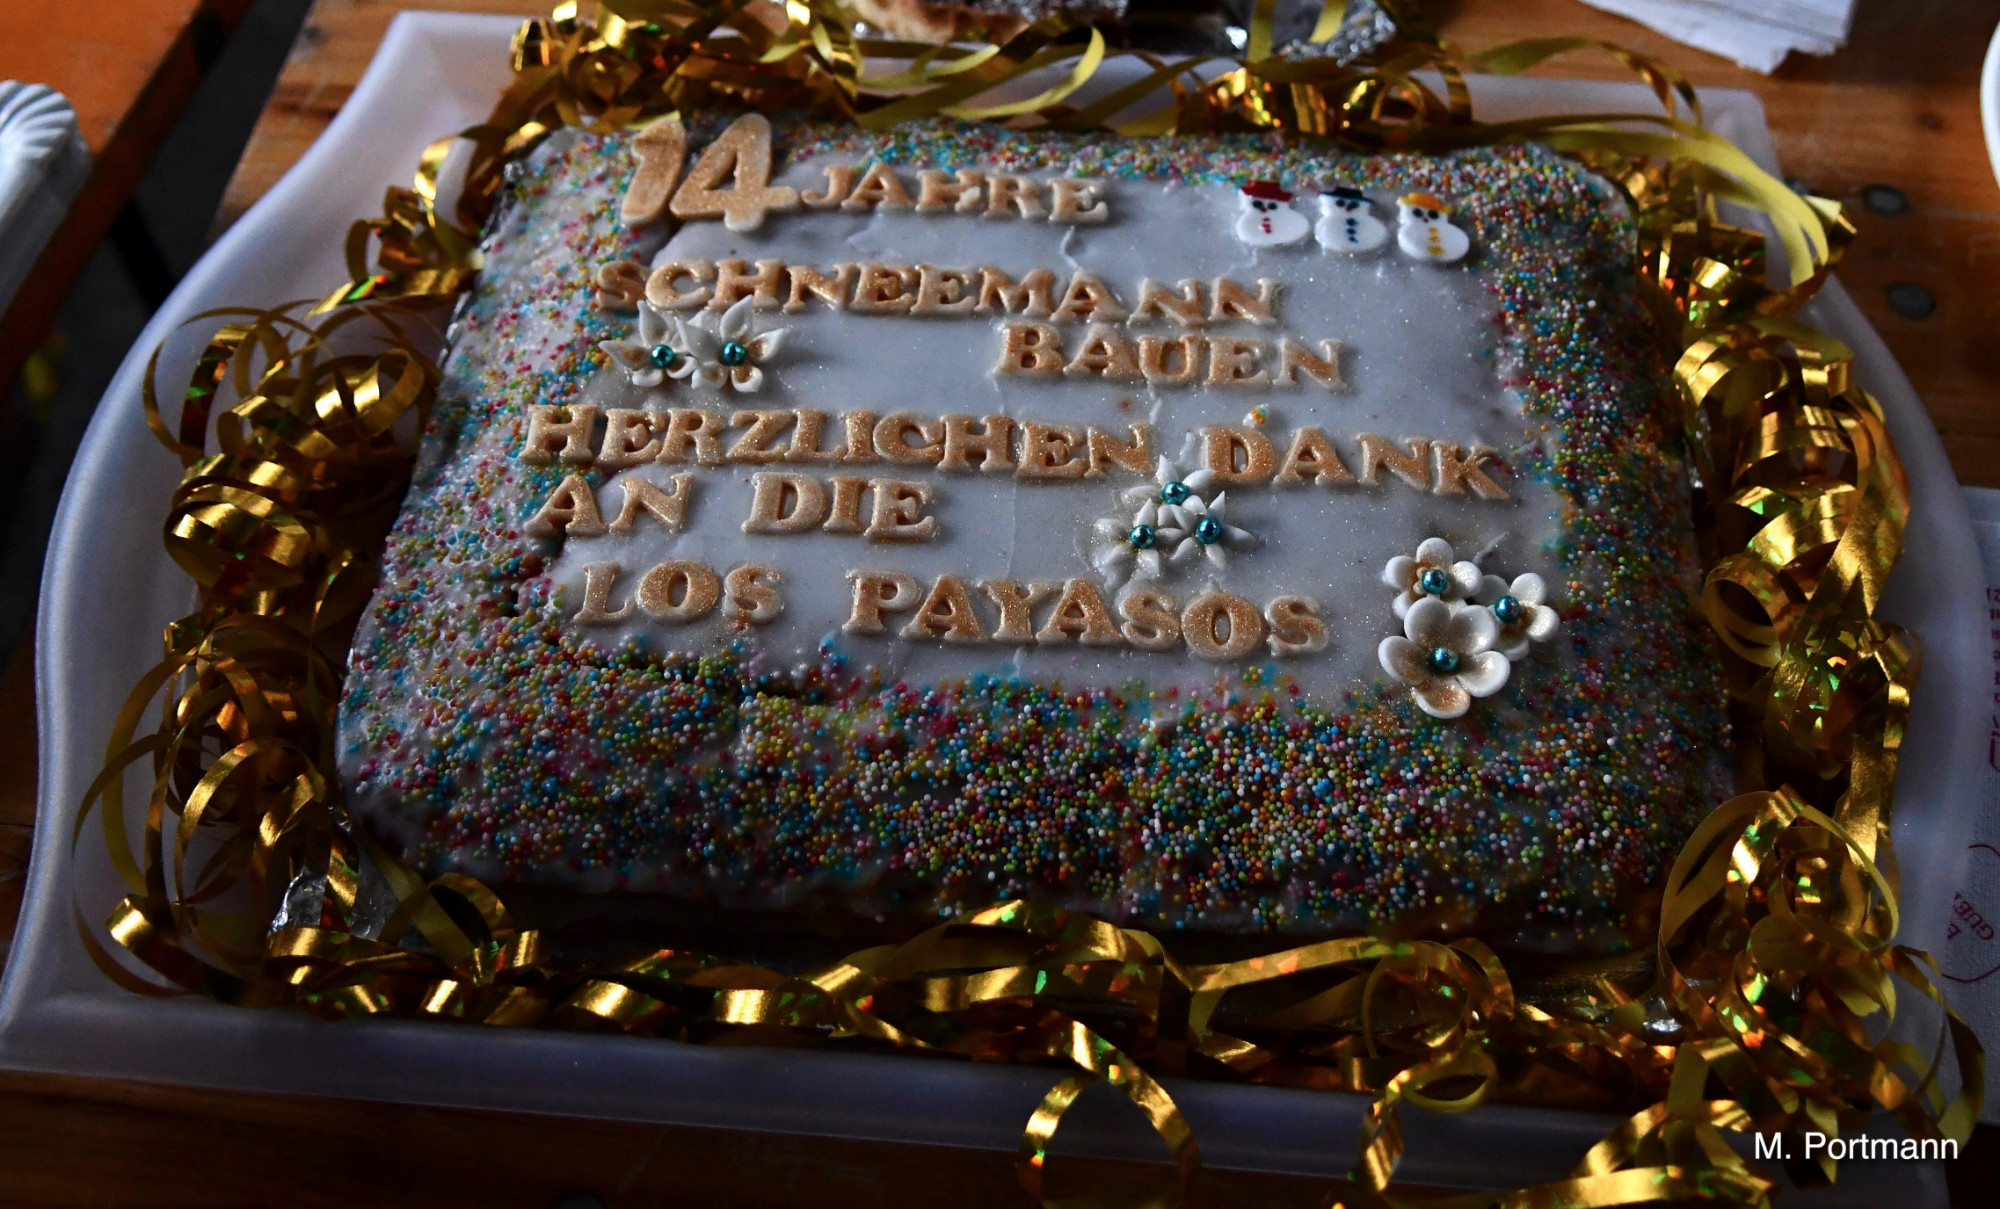 14 JAHRE
SCHNEEMANN
BAUEN
HERZLICHEN DANK
AN DIE
LOS PAYASOS
M. Portmann